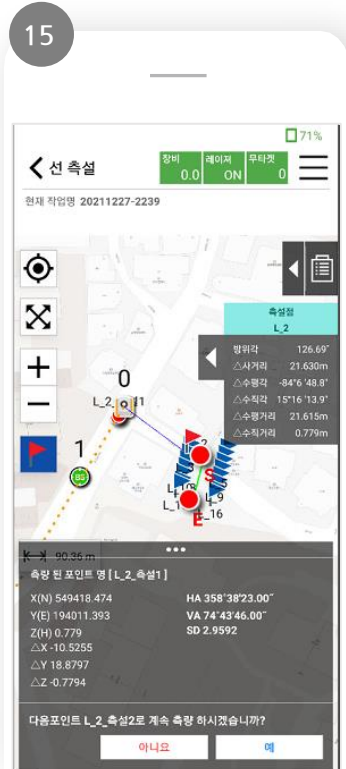 15
71%
선 측설
장비 0.0
레이저 ON
무타겟 0
현재 작업명 20211227-2239
측설점
L_2
방위각 126.69˝
△사거리 21.630m
△수평각 -84°6 '48.8"
△수직각 15°16 '13.9"
△수평거리 21.615m
△수직거리 0.779m
0
L_2
1
BS
S
L_9
L_1
E
_16
90.36 m
측량 된 포인트 명 [ L_2_측설1 ]
X(N) 549418.474
HA 358°38'23.00˝
Y(E) 194011.393
VA 74°43'46.00˝
Z(H) 0.779
SD 2.9592
△X -10.5255
△Y 18.8797
△Z -0.7794
다음포인트 L_2_측설2로 계속 측량 하시겠습니까?
아니요
예